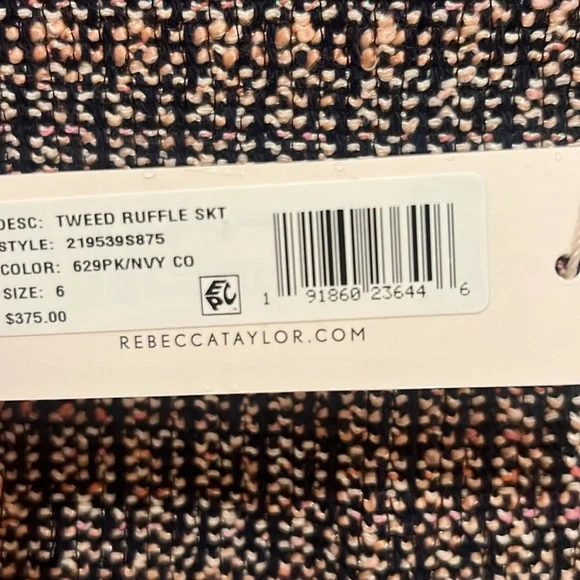 DESC: TWEED RUFFLE SKT
STYLE: 219539S875
COLOR: 629PK/NVY CO
SIZE: 6
$375.00
EPC
1 91860 23644 6
REBECCATAYLOR.COM